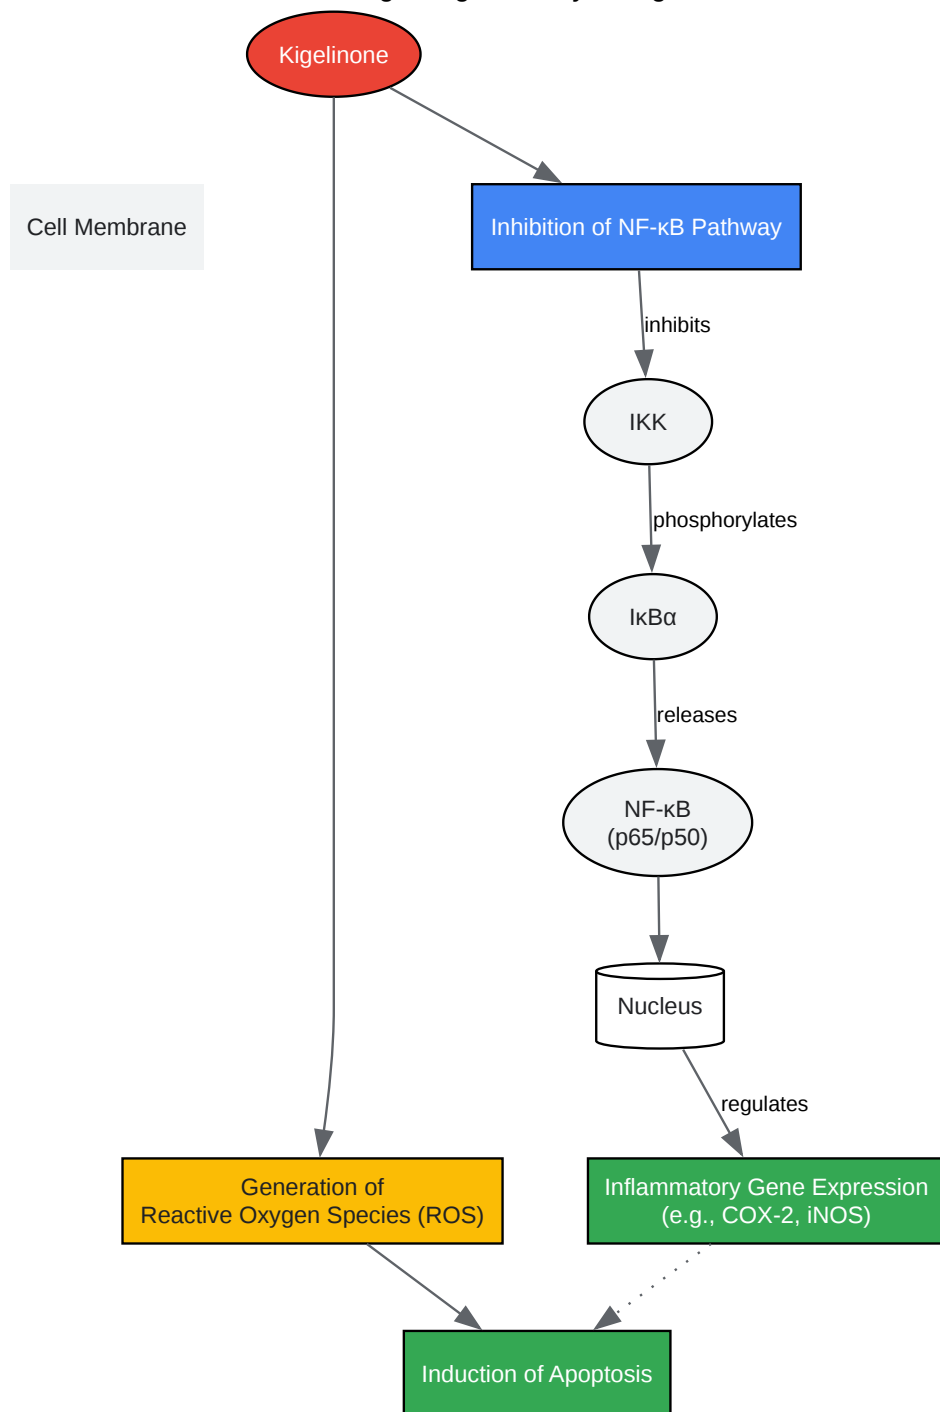 Kigelinone
Cell Membrane
Inhibition of NF-κB Pathway
inhibits
IKK
phosphorylates
IκBα
releases
NF-κB
(p65/p50)
Nucleus
regulates
Generation of
Reactive Oxygen Species (ROS)
Inflammatory Gene Expression
(e.g., COX-2, iNOS)
Induction of Apoptosis